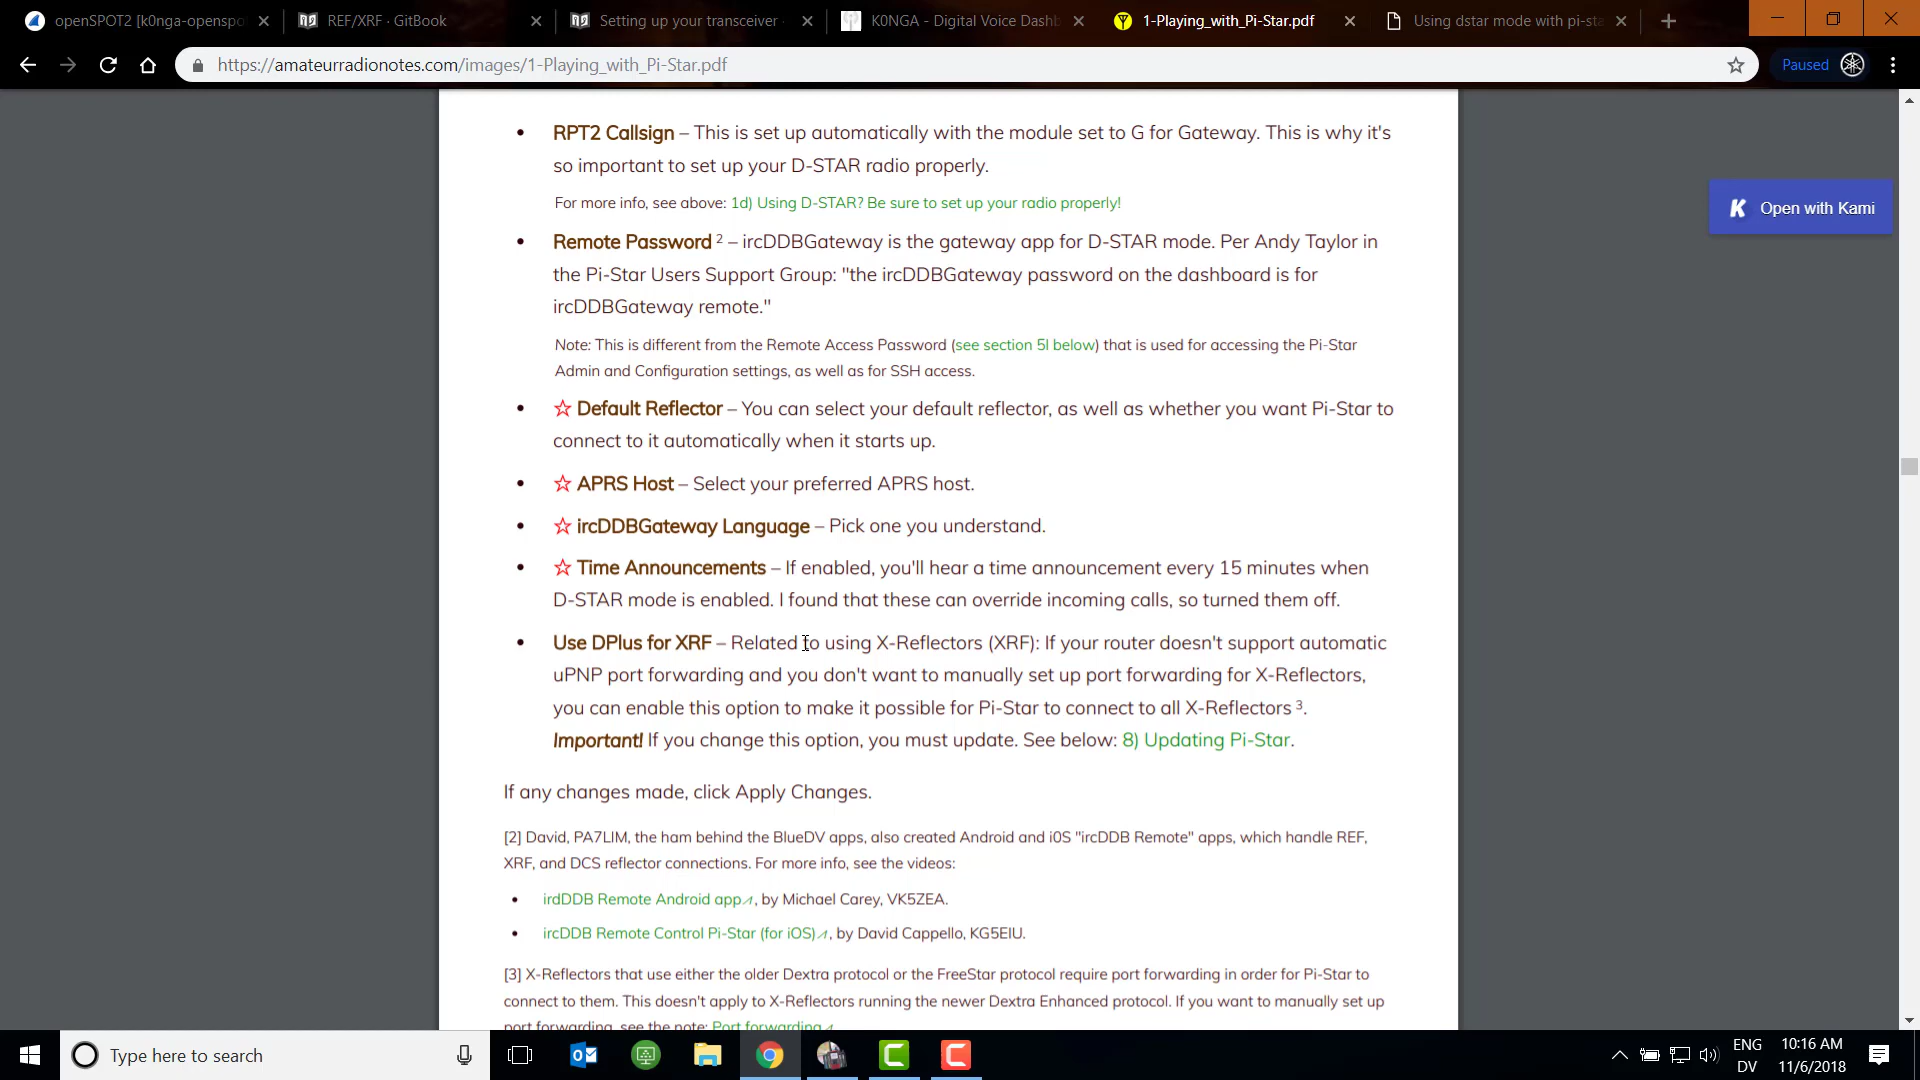 openSPOT2 [k0nga-openspo
REF/XRF · GitBook
Setting up your transceiver ·
K0NGA - Digital Voice Dashb
1-Playing_with_Pi-Star.pdf
Using dstar mode with pi-sta
https://amateurradionotes.com/images/1-Playing_with_Pi-Star.pdf
Paused
Open with Kami
• RPT2 Callsign – This is set up automatically with the module set to G for Gateway. This is why it's
so important to set up your D-STAR radio properly.
For more info, see above: 1d) Using D-STAR? Be sure to set up your radio properly!
• Remote Password ² – ircDDBGateway is the gateway app for D-STAR mode. Per Andy Taylor in
the Pi-Star Users Support Group: "the ircDDBGateway password on the dashboard is for
ircDDBGateway remote."
Note: This is different from the Remote Access Password (see section 5l below) that is used for accessing the Pi-Star
Admin and Configuration settings, as well as for SSH access.
• ☆ Default Reflector – You can select your default reflector, as well as whether you want Pi-Star to
connect to it automatically when it starts up.
• ☆ APRS Host – Select your preferred APRS host.
• ☆ ircDDBGateway Language – Pick one you understand.
• ☆ Time Announcements – If enabled, you'll hear a time announcement every 15 minutes when
D-STAR mode is enabled. I found that these can override incoming calls, so turned them off.
• Use DPlus for XRF – Related to using X-Reflectors (XRF): If your router doesn't support automatic
uPNP port forwarding and you don't want to manually set up port forwarding for X-Reflectors,
you can enable this option to make it possible for Pi-Star to connect to all X-Reflectors ³.
Important! If you change this option, you must update. See below: 8) Updating Pi-Star.
If any changes made, click Apply Changes.
[2] David, PA7LIM, the ham behind the BlueDV apps, also created Android and iOS "ircDDB Remote" apps, which handle REF,
XRF, and DCS reflector connections. For more info, see the videos:
• irdDDB Remote Android app, by Michael Carey, VK5ZEA.
• ircDDB Remote Control Pi-Star (for iOS), by David Cappello, KG5EIU.
[3] X-Reflectors that use either the older Dextra protocol or the FreeStar protocol require port forwarding in order for Pi-Star to
connect to them. This doesn't apply to X-Reflectors running the newer Dextra Enhanced protocol. If you want to manually set up
port forwarding, see the note: Port forwarding
Type here to search
ENG
DV
10:16 AM
11/6/2018